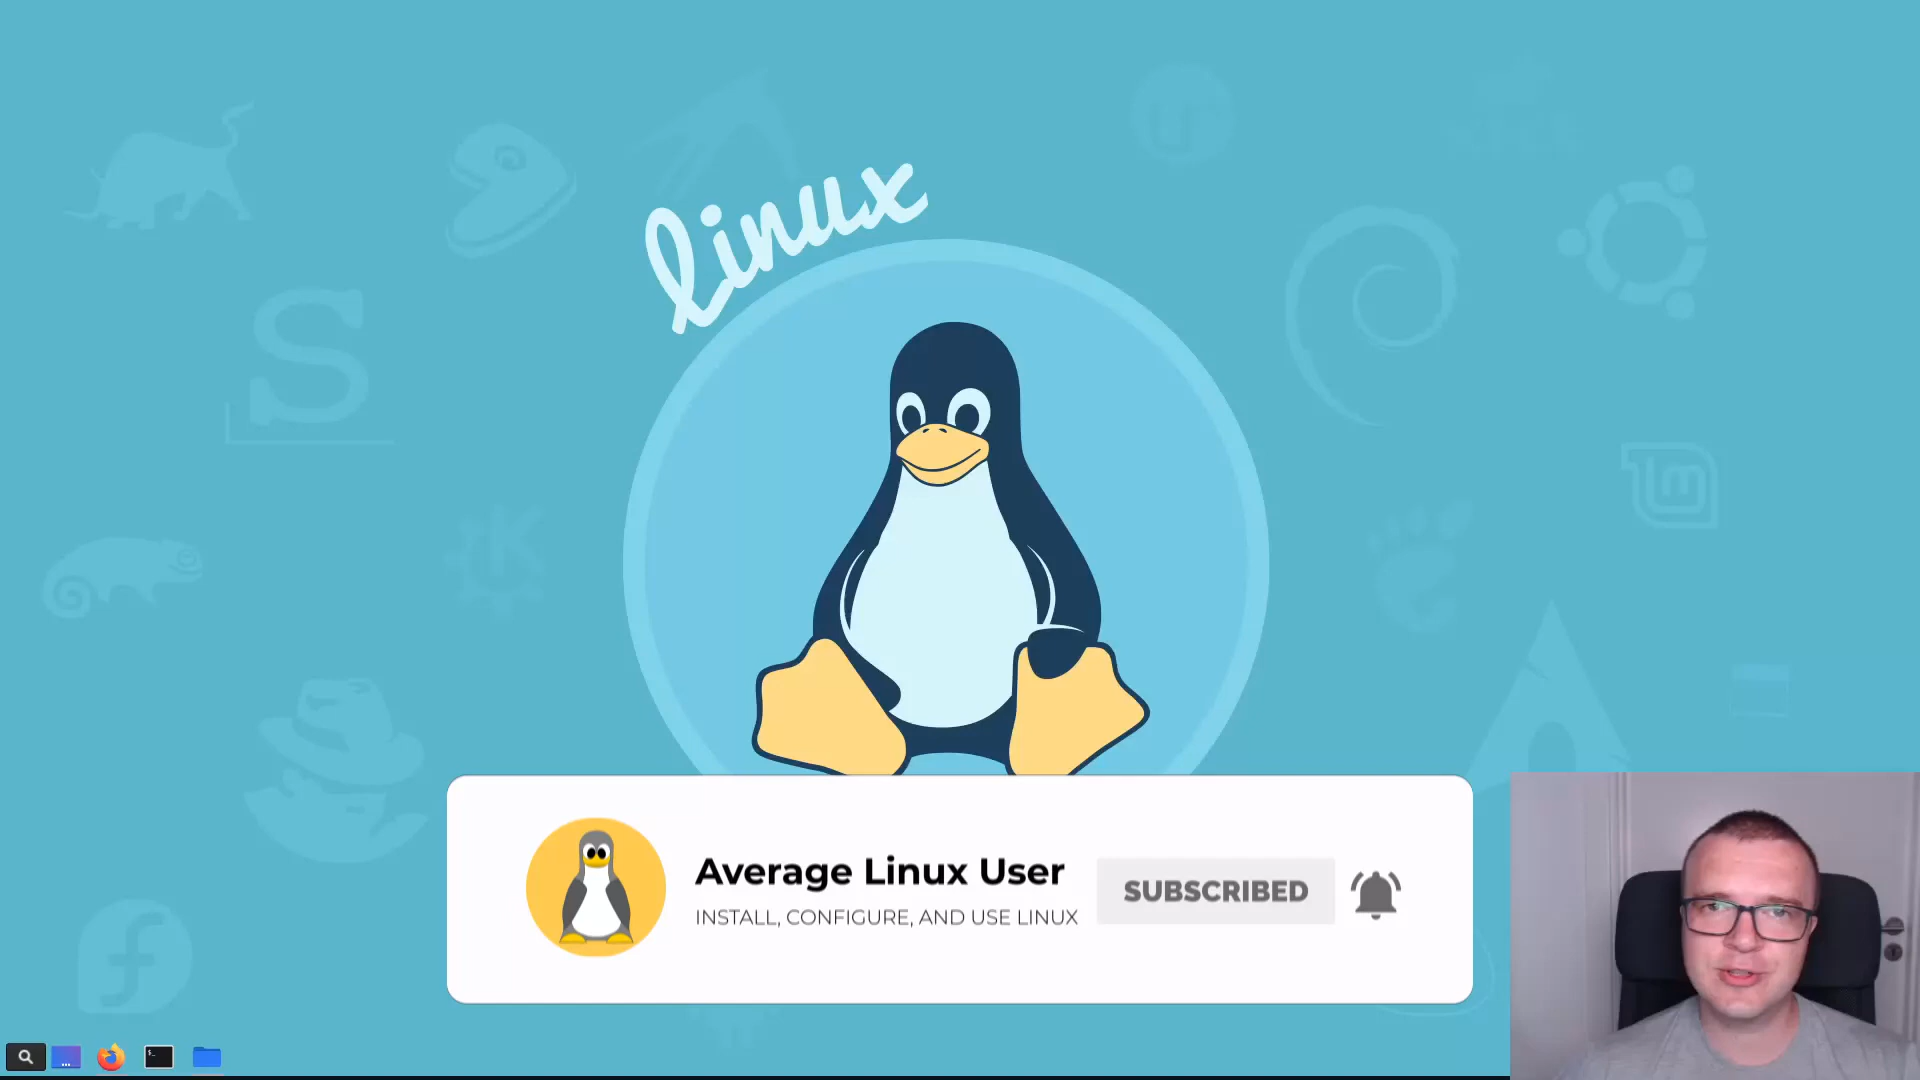 linux
Average Linux User
INSTALL, CONFIGURE, AND USE LINUX
SUBSCRIBED